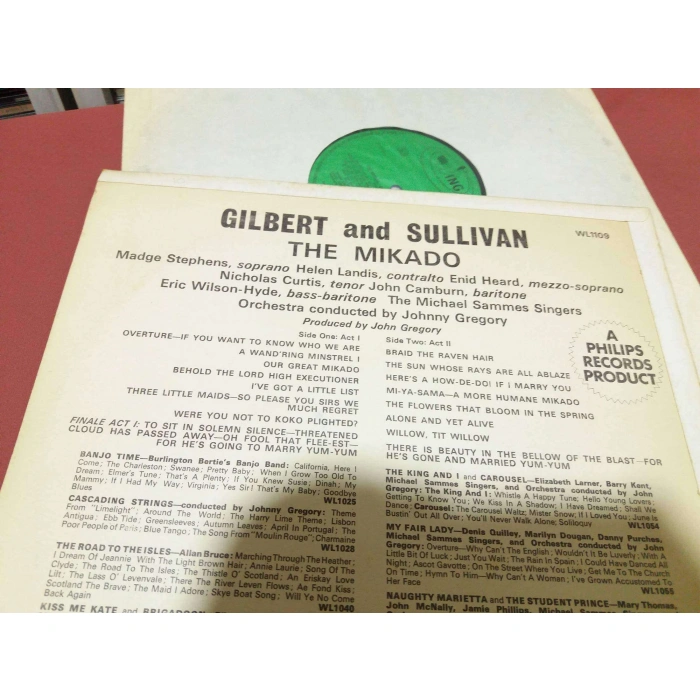 GILBERT and SULLIVAN
WL1109
THE MIKADO
Madge Stephens, soprano Helen Landis, contralto Enid Heard, mezzo-soprano
Nicholas Curtis, tenor John Camburn, baritone
Eric Wilson-Hyde, bass-baritone The Michael Sammes Singers
Orchestra conducted by Johnny Gregory
Produced by John Gregory
Side One: Act I
OVERTURE—IF YOU WANT TO KNOW WHO WE ARE
A WAND'RING MINSTREL I
OUR GREAT MIKADO
BEHOLD THE LORD HIGH EXECUTIONER
I'VE GOT A LITTLE LIST
THREE LITTLE MAIDS—SO PLEASE YOU SIRS WE
MUCH REGRET
WERE YOU NOT TO KOKO PLIGHTED?
FINALE ACT I: TO SIT IN SOLEMN SILENCE—THREATENED
CLOUD HAS PASSED AWAY—OH FOOL THAT FLEE-EST—
FOR HE'S GOING TO MARRY YUM-YUM
Side Two: Act II
BRAID THE RAVEN HAIR
THE SUN WHOSE RAYS ARE ALL ABLAZE
HERE'S A HOW-DE-DO! IF I MARRY YOU
MI-YA-SAMA—A MORE HUMANE MIKADO
THE FLOWERS THAT BLOOM IN THE SPRING
ALONE AND YET ALIVE
WILLOW, TIT WILLOW
THERE IS BEAUTY IN THE BELLOW OF THE BLAST—FOR
HE'S GONE AND MARRIED YUM-YUM
A
PHILIPS
RECORDS
PRODUCT
BANJO TIME—Burlington Bertie's Banjo Band: California, Here I
Come; The Charleston; Swanee; Pretty Baby; When I Grow Too Old To
Dream; Elmer's Tune; That's A Plenty; If You Knew Susie; Dinah; My
Mammy; If I Had My Way; Virginia; Yes Sir! That's My Baby; Goodbye
Blues WL1025
CASCADING STRINGS—conducted by Johnny Gregory: Theme
From "Limelight"; Around The World; The Harry Lime Theme; Lisbon
Antigua; Ebb Tide; Greensleeves; Autumn Leaves; April In Portugal; The
Poor People of Paris; Blue Tango; The Song From "Moulin Rouge"; Charmaine
WL1028
THE ROAD TO THE ISLES—Allan Bruce: Marching Through The Heather;
I Dream Of Jeannie With The Light Brown Hair; Annie Laurie; Song Of The
Clyde; The Road To The Isles; The Thistle O' Scotland; An Eriskay Love
Lilt; The Lass O' Levenvale; There The River Leven Flows; Ae Fond Kiss;
Scotland The Brave; The Maid I Adore; Skye Boat Song; Will Ye No Come
Back Again WL1040
KISS ME KATE and BRIGADOON
THE KING AND I and CAROUSEL—Elizabeth Larner, Barry Kent,
Michael Sammes Singers, and Orchestra conducted by John
Gregory: The King And I: Whistle A Happy Tune; Hello Young Lovers;
Getting To Know You; We Kiss In A Shadow; I Have Dreamed; Shall We
Dance; Carousel: The Carousel Waltz; Mister Snow; If I Loved You; June Is
Bustin' Out All Over; You'll Never Walk Alone; Soliloquy WL1054
MY FAIR LADY—Denis Quilley, Marilyn Dougan, Denny Purches,
Michael Sammes Singers, and Orchestra conducted by John
Gregory: Overture—Why Can't The English; Wouldn't It Be Loverly; With A
Little Bit Of Luck; Just You Wait; The Rain In Spain; I Could Have Danced All
Night; Ascot Gavotte; On The Street Where You Live; Get Me To The Church
On Time; Hymn To Him—Why Can't A Woman; I've Grown Accustomed To
Her Face WL1055
NAUGHTY MARIETTA and THE STUDENT PRINCE—Mary Thomas,
John McNally, Jamie Phillips, Michael Sammes